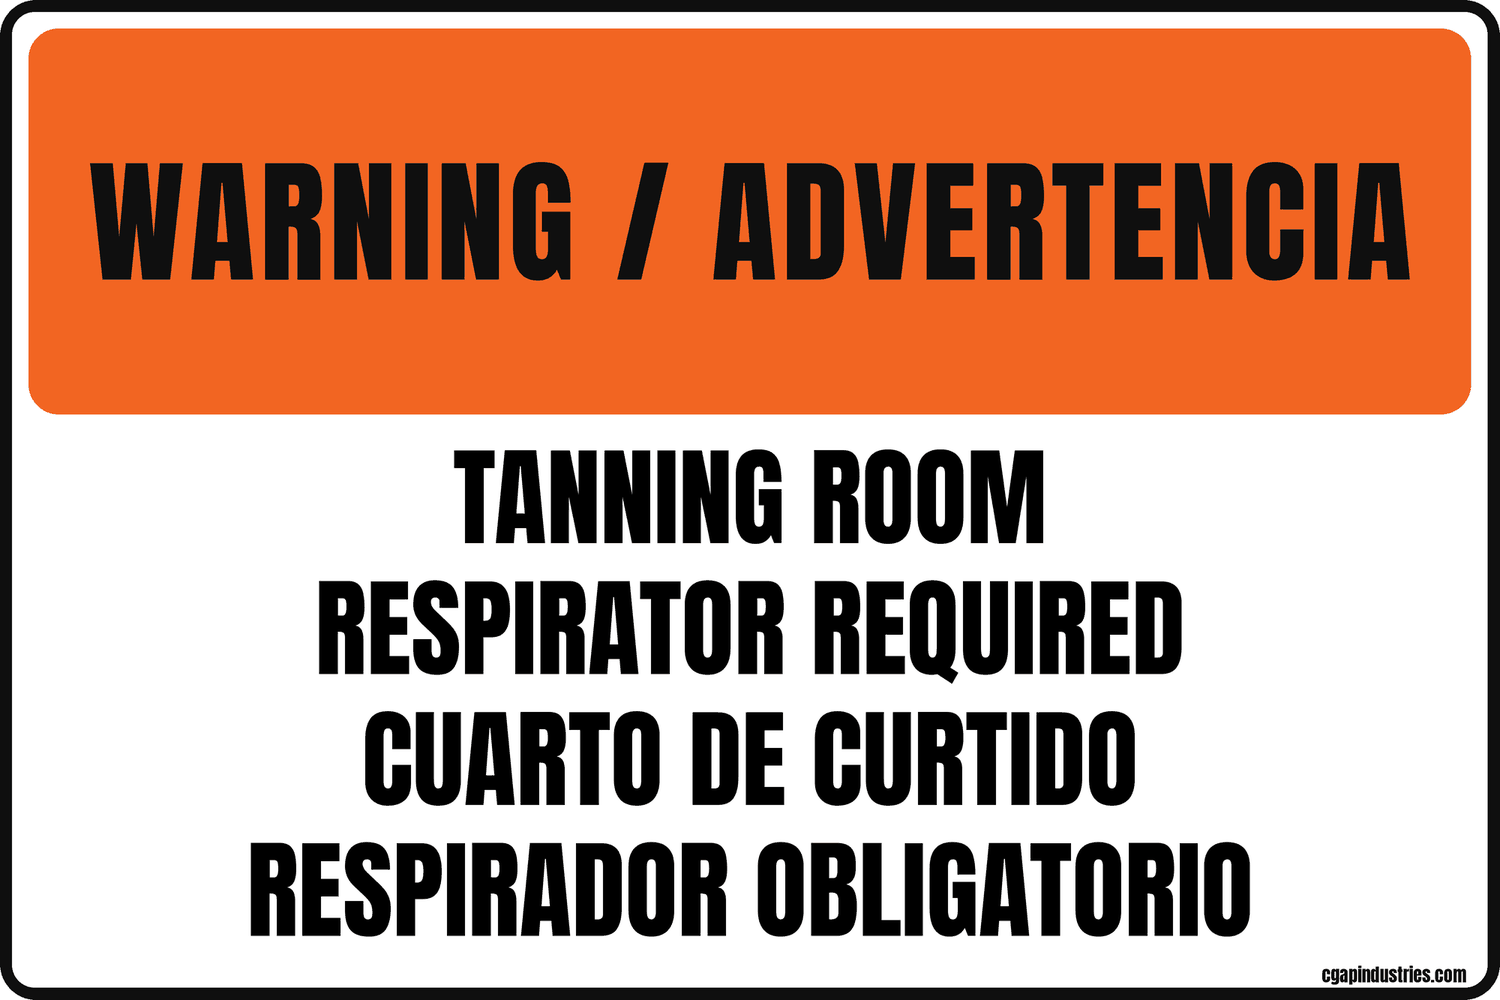 WARNING / ADVERTENCIA
TANNING ROOM
RESPIRATOR REQUIRED
CUARTO DE CURTIDO
RESPIRADOR OBLIGATORIO
cgapindustries.com